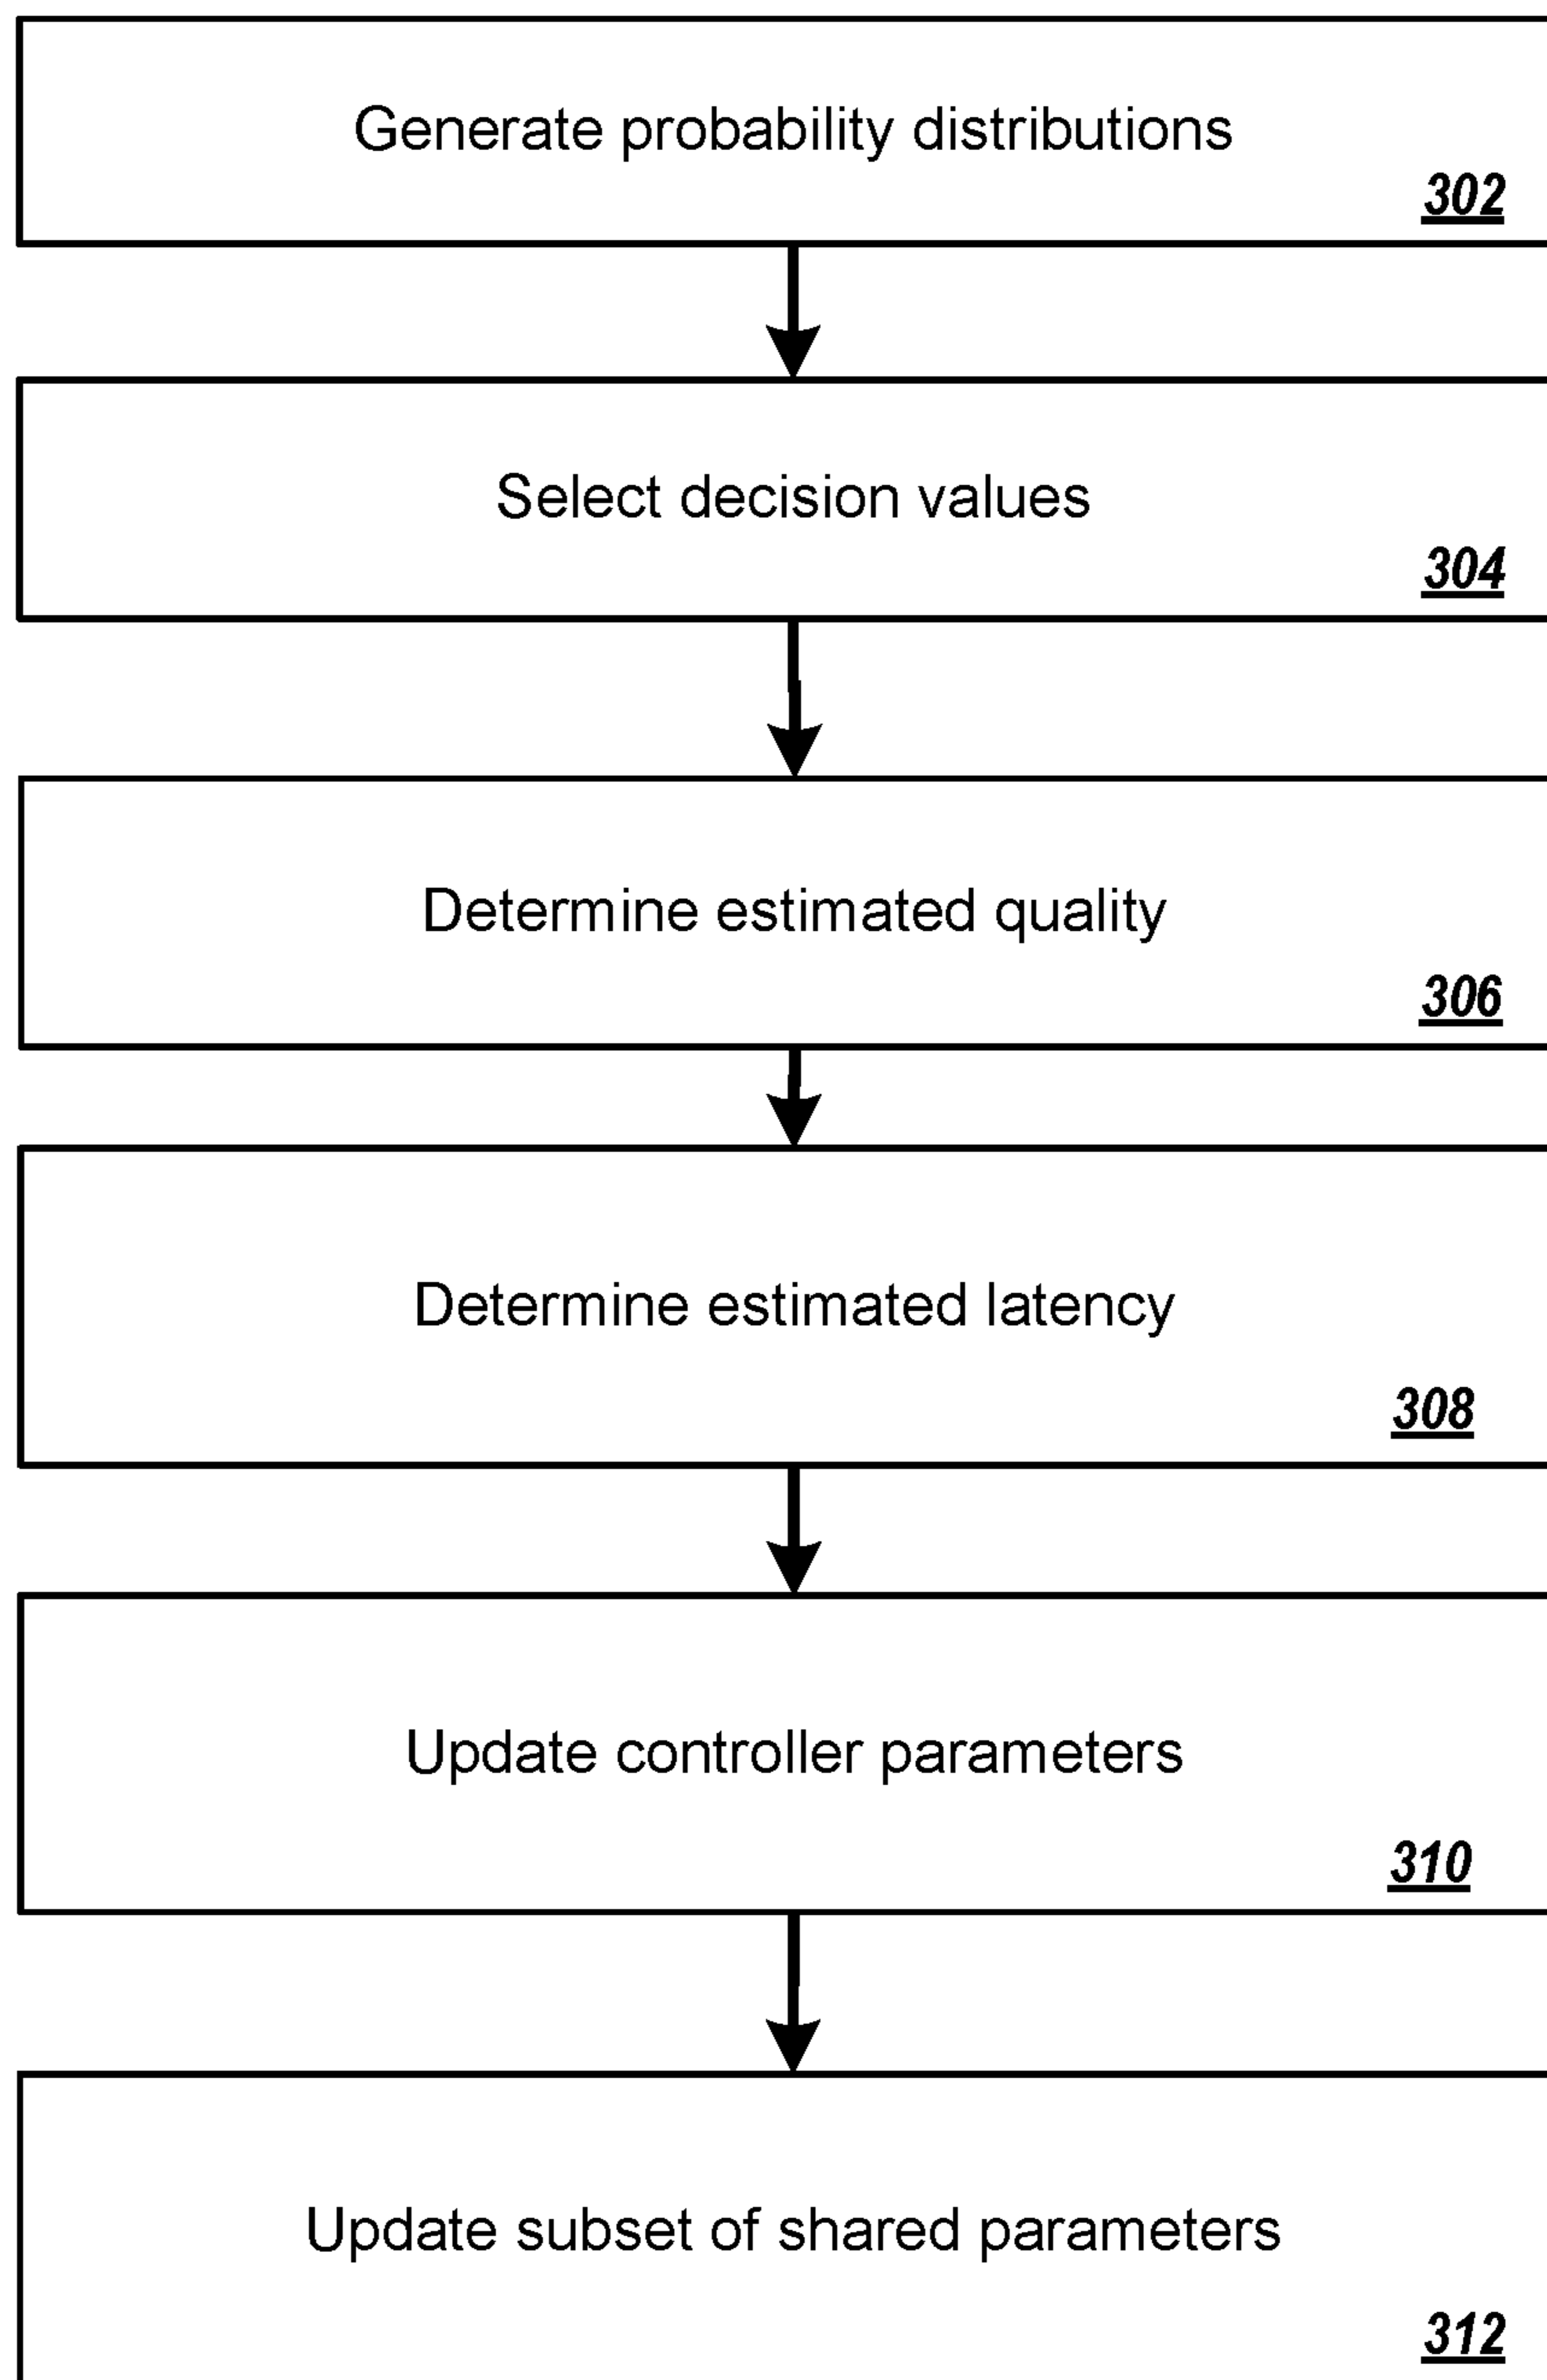 Generate probability distributions
302
Select decision values
304
Determine estimated quality
306
Determine estimated latency
308
Update controller parameters
310
Update subset of shared parameters
312